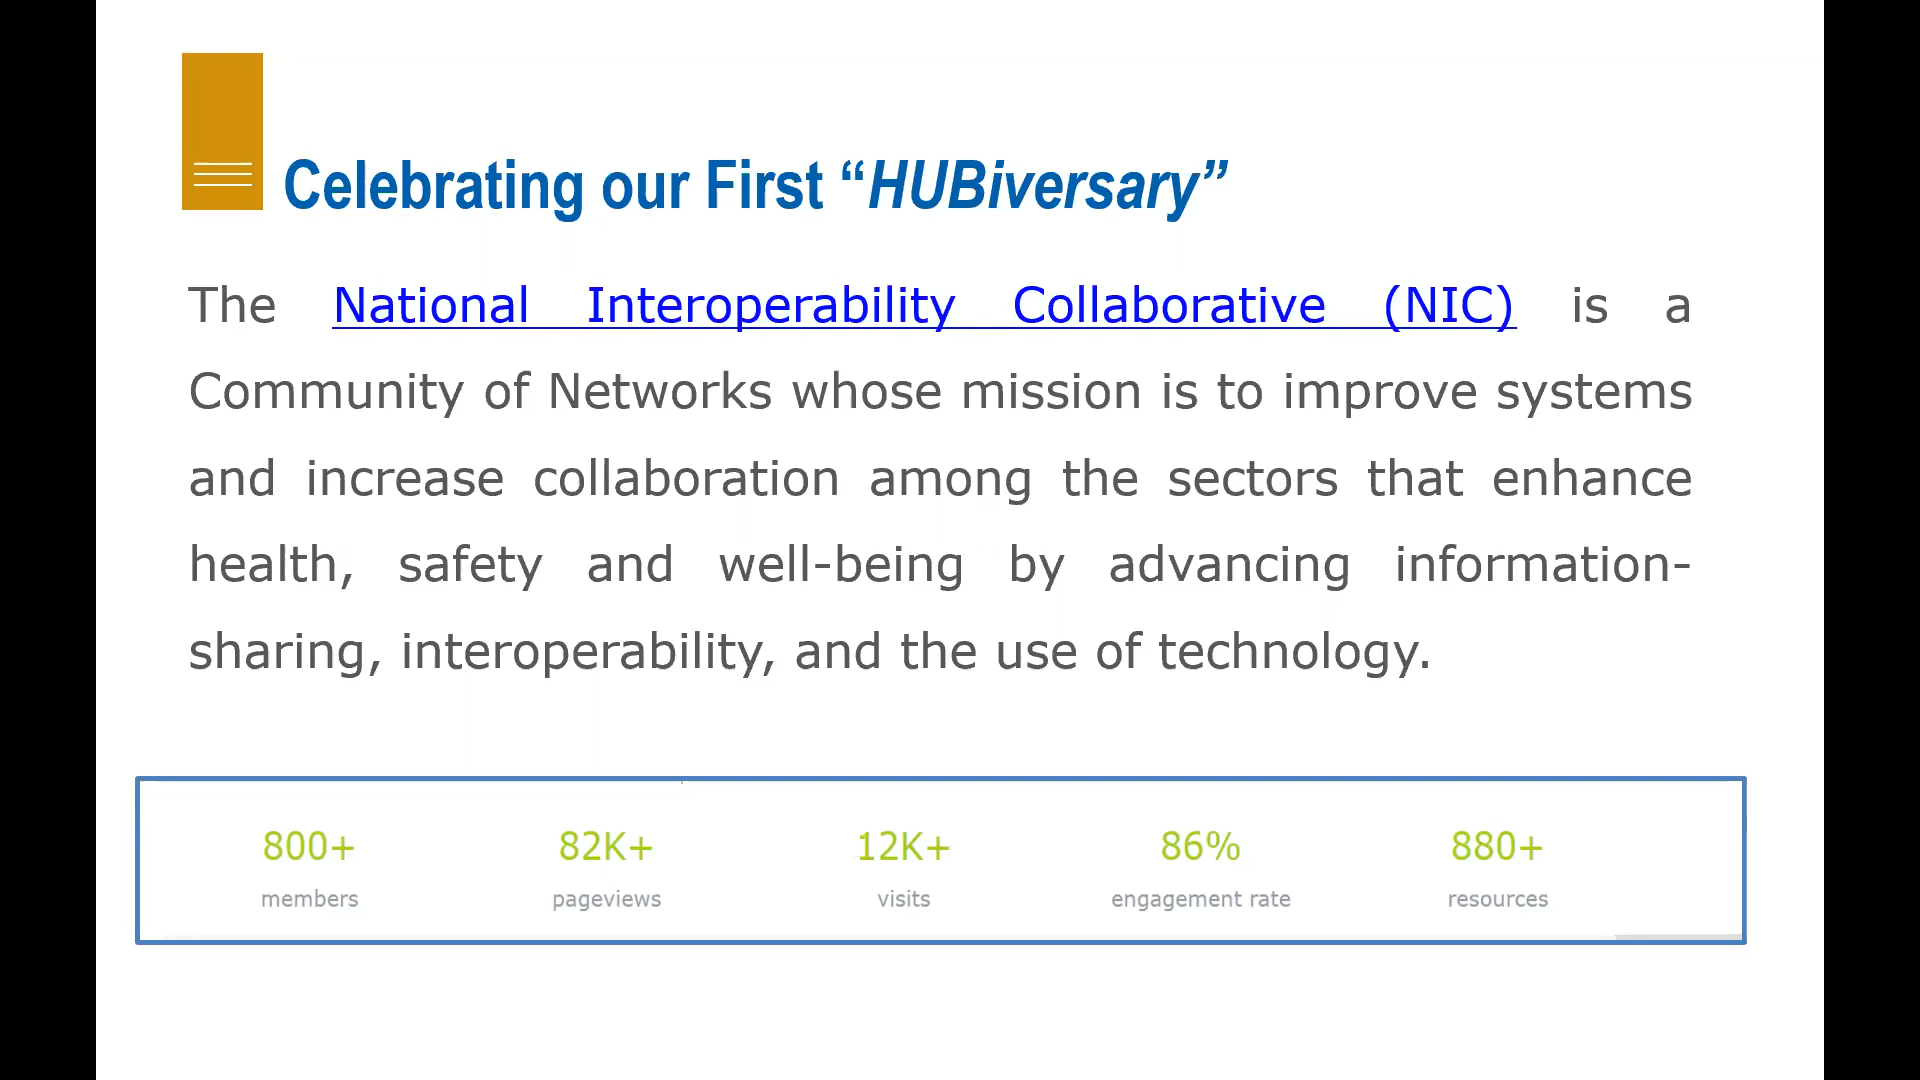 Celebrating our First “HUBiversary”
The National Interoperability Collaborative (NIC) is a
Community of Networks whose mission is to improve systems
and increase collaboration among the sectors that enhance
health, safety and well-being by advancing information-
sharing, interoperability, and the use of technology.
800+ 82K+ 12K+ 86% 880+
members pageviews visits engagement rate resources